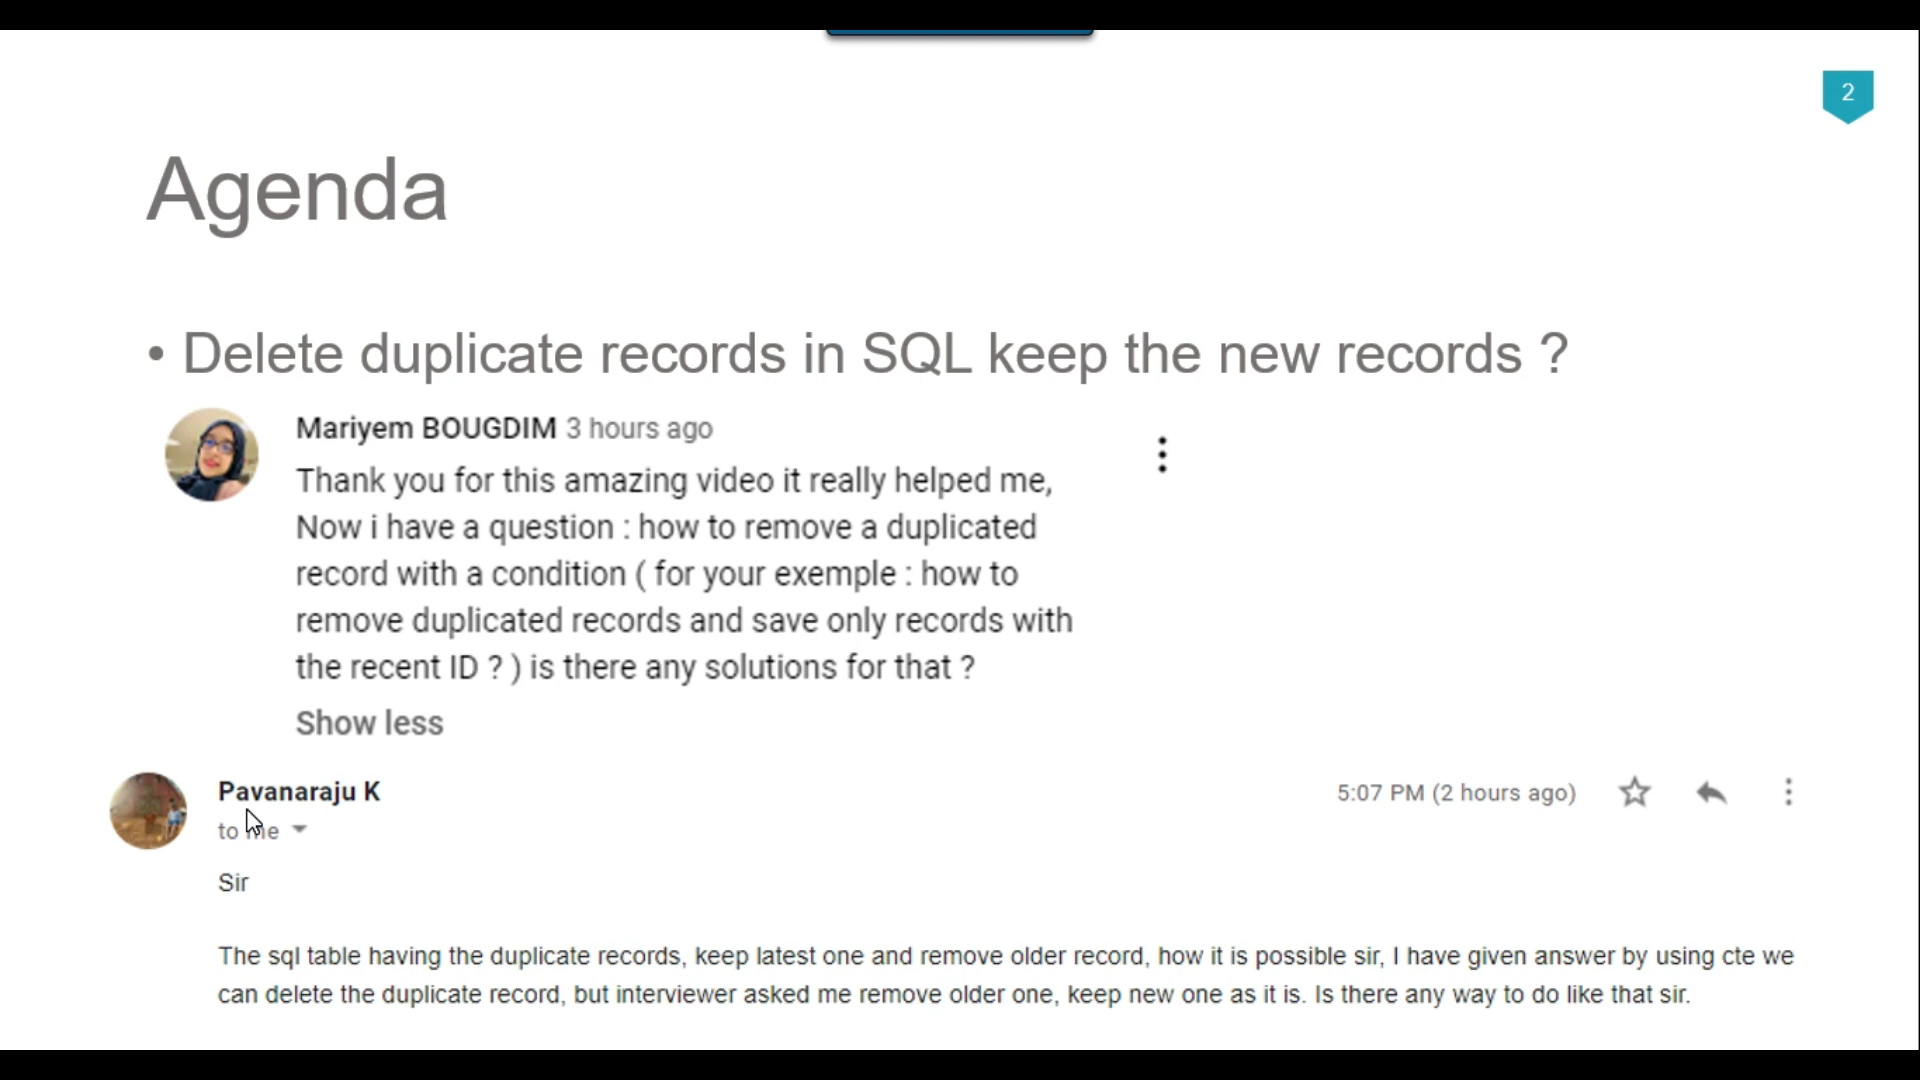 2
Agenda
• Delete duplicate records in SQL keep the new records ?
Mariyem BOUGDIM 3 hours ago
Thank you for this amazing video it really helped me,
Now i have a question : how to remove a duplicated
record with a condition ( for your exemple : how to
remove duplicated records and save only records with
the recent ID ? ) is there any solutions for that ?
Show less
Pavanaraju K
5:07 PM (2 hours ago)
to me
Sir
The sql table having the duplicate records, keep latest one and remove older record, how it is possible sir, I have given answer by using cte we
can delete the duplicate record, but interviewer asked me remove older one, keep new one as it is. Is there any way to do like that sir.